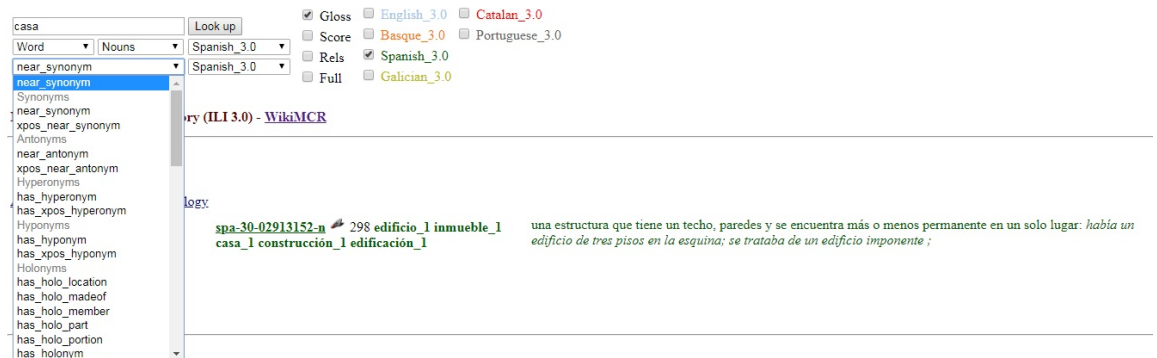 casa
Look up
Word Nouns Spanish_3.0
near_synonym Spanish_3.0
Gloss English_3.0 Catalan_3.0
Score Basque_3.0 Portuguese_3.0
Rels Spanish_3.0
Full Galician_3.0
near_synonym
Synonyms
near_synonym
xpos_near_synonym
Antonyms
near_antonym
xpos_near_antonym
Hyperonyms
has_hyperonym
has_xpos_hyperonym
Hyponyms
has_hyponym
has_xpos_hyponym
Holonyms
has_holo_location
has_holo_madeof
has_holo_member
has_holo_part
has_holo_portion
has_holonym
(ILI 3.0) - WikiMCR
spa-30-02913152-n 298 edificio_1 inmueble_1
casa_1 construcción_1 edificación_1
una estructura que tiene un techo, paredes y se encuentra más o menos permanente en un solo lugar: había un
edificio de tres pisos en la esquina; se trataba de un edificio imponente ;